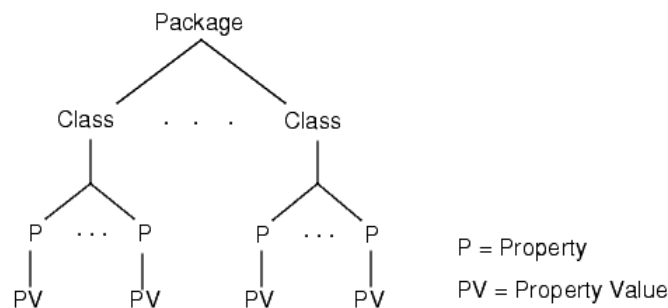 Package
Class . . . Class
P ... P P ... P
P = Property
PV PV PV PV
PV = Property Value